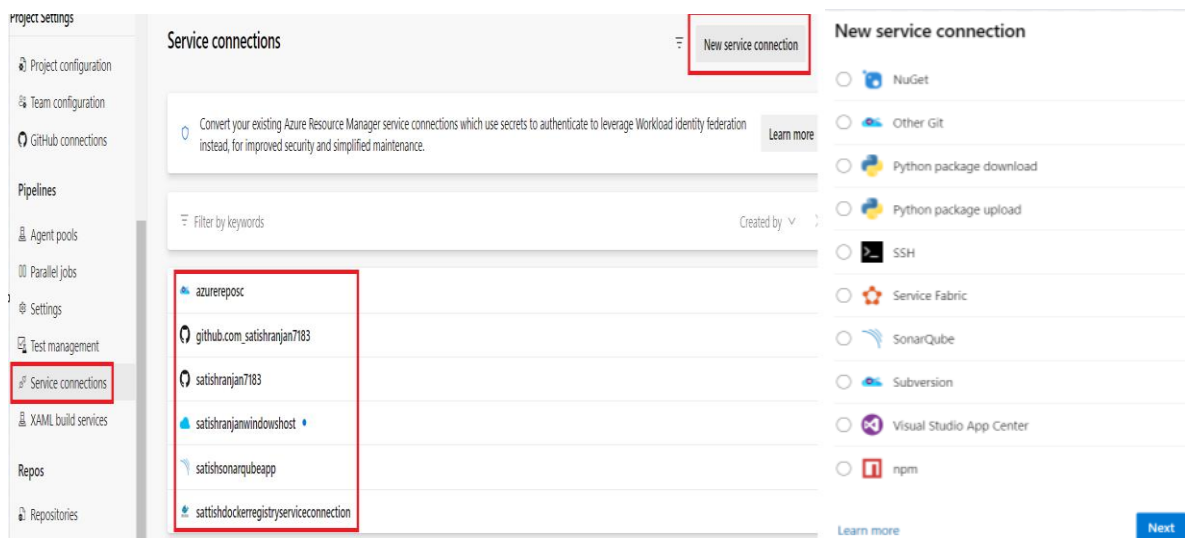 Project Settings
Project configuration
Team configuration
GitHub connections
Pipelines
Agent pools
Parallel jobs
Settings
Test management
Service connections
XAML build services
Repos
Repositories
Service connections
New service connection
Convert your existing Azure Resource Manager service connections which use secrets to authenticate to leverage Workload identity federation
instead, for improved security and simplified maintenance.
Learn more
Filter by keywords
Created by
azurereposc
github.com_satishranjan7183
satishranjan7183
satishranjanwindowshost
satishsonarqubeapp
sattishdockerregistryserviceconnection
New service connection
NuGet
Other Git
Python package download
Python package upload
SSH
Service Fabric
SonarQube
Subversion
Visual Studio App Center
npm
Learn more
Next